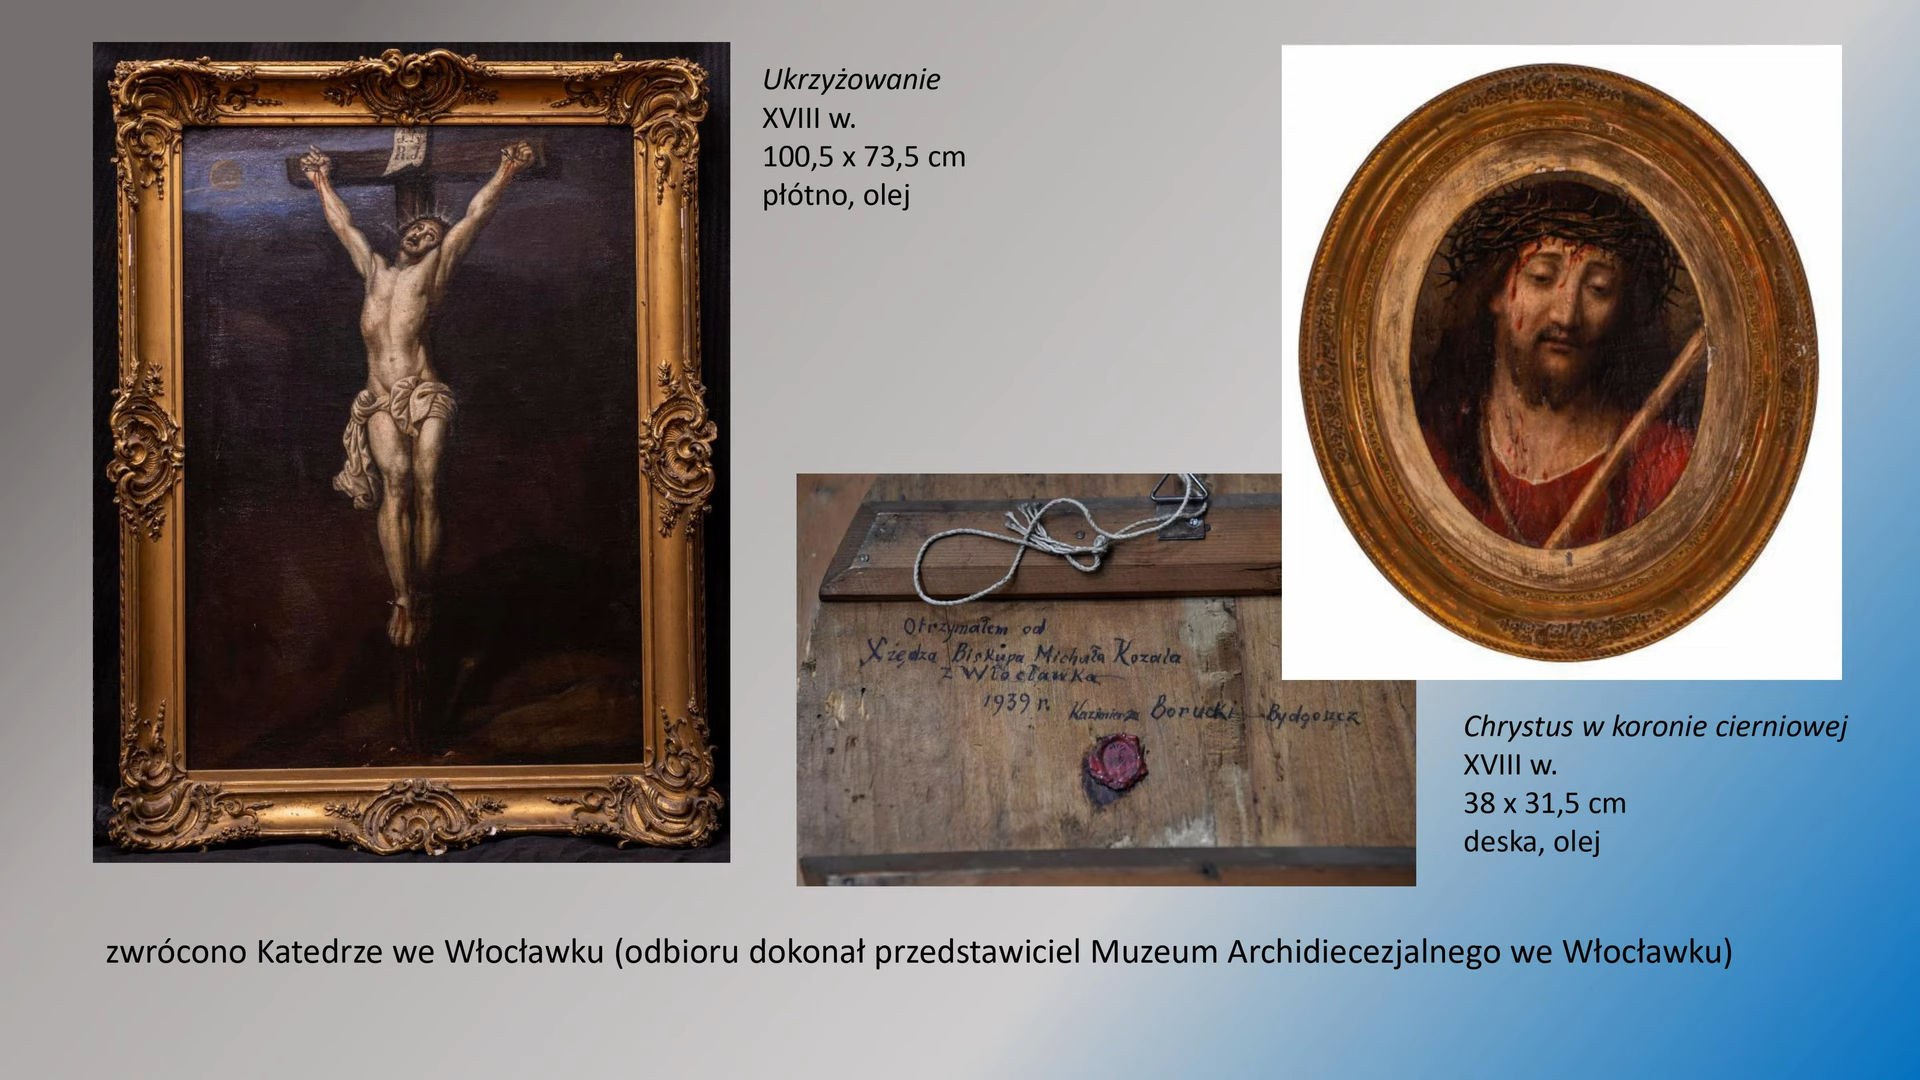 Ukrzyżowanie
XVIII w.
100,5 x 73,5 cm
płótno, olej
Otrzymałem od
Xiędza Biskupa Michała Kozala
z Włocławka
1939 r. Kazimierz Borucki Bydgoszcz
Chrystus w koronie cierniowej
XVIII w.
38 x 31,5 cm
deska, olej
zwrócono Katedrze we Włocławku (odbioru dokonał przedstawiciel Muzeum Archidiecezjalnego we Włocławku)